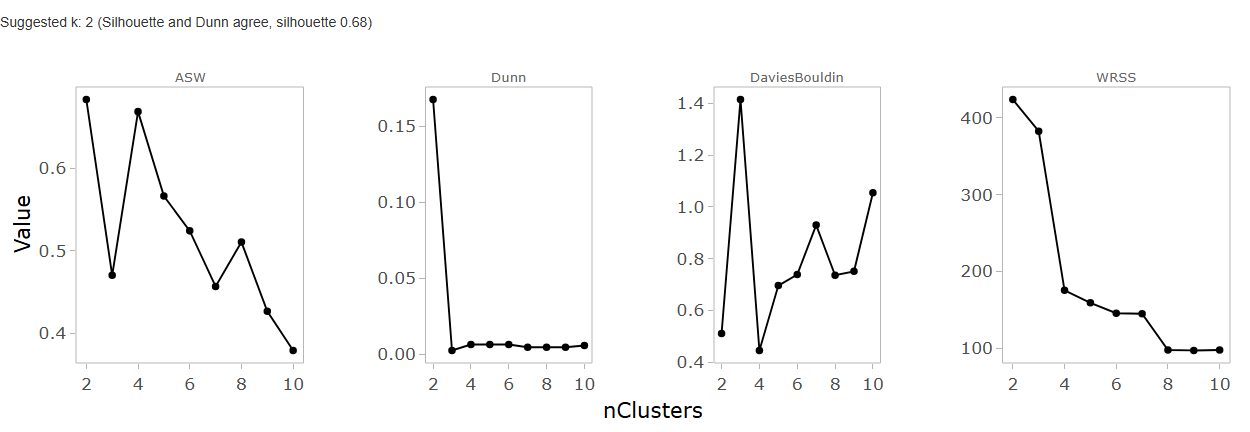 Suggested k: 2 (Silhouette and Dunn agree, silhouette 0.68)
ASW
Dunn
DaviesBouldin
WRSS
Value
0.6
0.5
0.4
2 4 6 8 10
0.15
0.10
0.05
0.00
2 4 6 8 10
1.4
1.2
1.0
0.8
0.6
0.4
2 4 6 8 10
400
300
200
100
2 4 6 8 10
nClusters